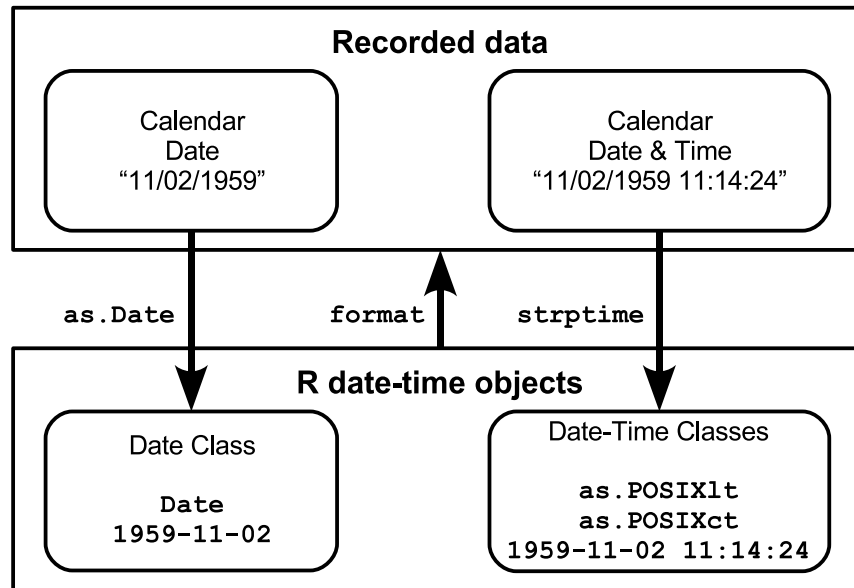 Recorded data
Calendar
Date
“11/02/1959”
Calendar
Date & Time
“11/02/1959 11:14:24”
as.Date
format
strptime
R date-time objects
Date Class
Date
1959-11-02
Date-Time Classes
as.POSIXlt
as.POSIXct
1959-11-02 11:14:24